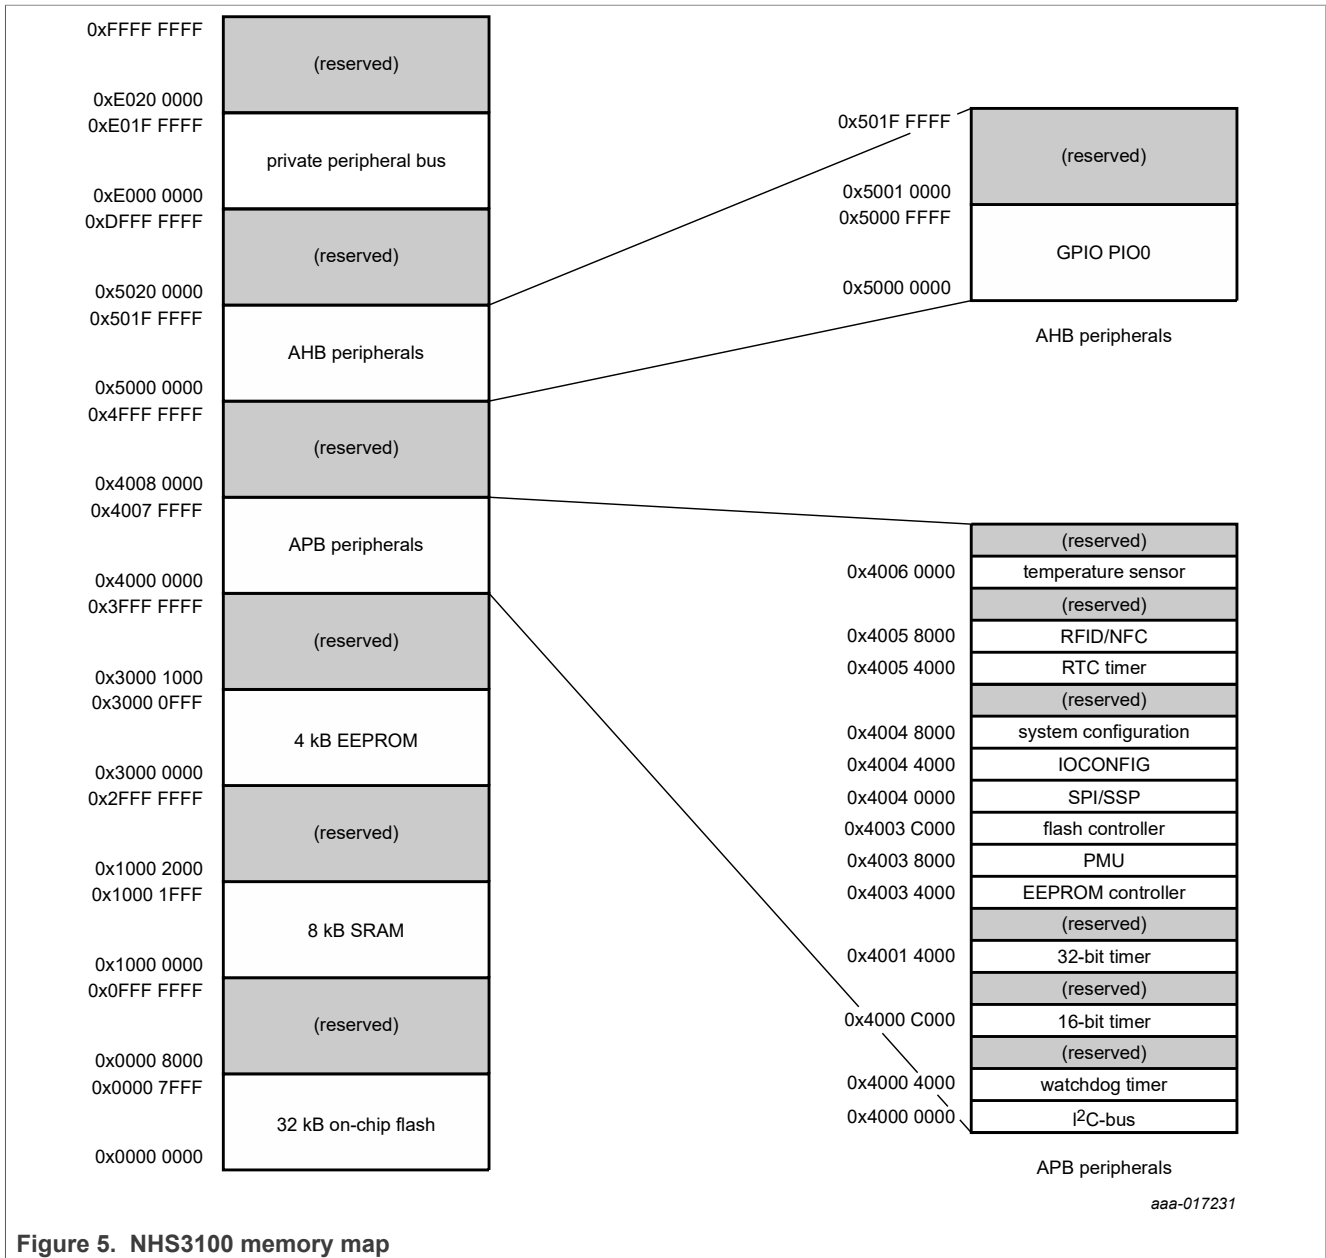 0xFFFF FFFF
(reserved)
0xE020 0000
0xE01F FFFF
private peripheral bus
0xE000 0000
0xDFFF FFFF
(reserved)
0x5020 0000
0x501F FFFF
AHB peripherals
0x5000 0000
0x4FFF FFFF
(reserved)
0x4008 0000
0x4007 FFFF
APB peripherals
0x4000 0000
0x3FFF FFFF
(reserved)
0x3000 1000
0x3000 0FFF
4 kB EEPROM
0x3000 0000
0x2FFF FFFF
(reserved)
0x1000 2000
0x1000 1FFF
8 kB SRAM
0x1000 0000
0x0FFF FFFF
(reserved)
0x0000 8000
0x0000 7FFF
32 kB on-chip flash
0x0000 0000
0x501F FFFF
(reserved)
0x5001 0000
0x5000 FFFF
GPIO PIO0
0x5000 0000
AHB peripherals
(reserved)
0x4006 0000 temperature sensor
(reserved)
0x4005 8000 RFID/NFC
0x4005 4000 RTC timer
(reserved)
0x4004 8000 system configuration
0x4004 4000 IOCONFIG
0x4004 0000 SPI/SSP
0x4003 C000 flash controller
0x4003 8000 PMU
0x4003 4000 EEPROM controller
(reserved)
0x4001 4000 32-bit timer
(reserved)
0x4000 C000 16-bit timer
(reserved)
0x4000 4000 watchdog timer
0x4000 0000 I²C-bus
APB peripherals
aaa-017231
Figure 5. NHS3100 memory map